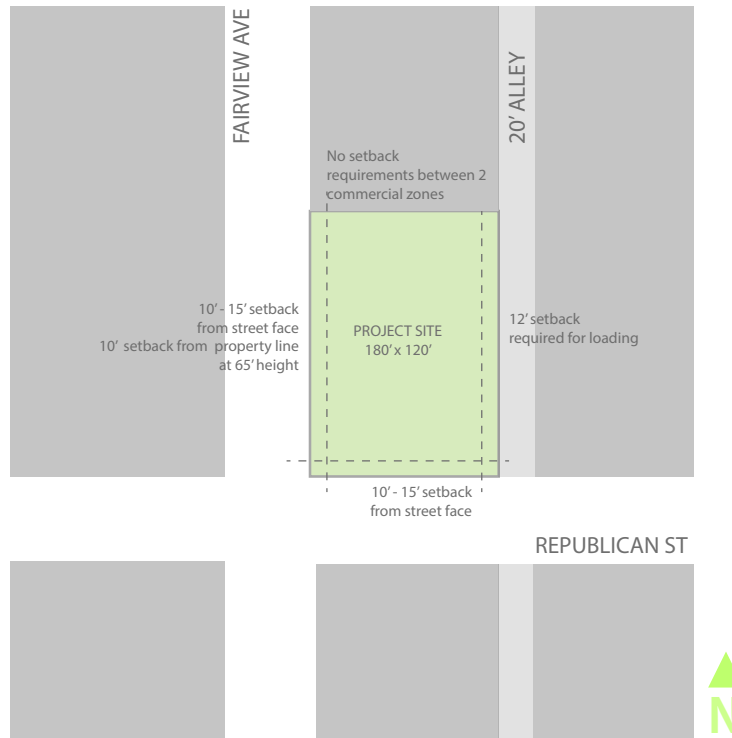 FAIRVIEW AVE
20' ALLEY
No setback
requirements between 2
commercial zones
10' - 15' setback
from street face
10' setback from property line
at 65' height
PROJECT SITE
180' x 120'
12' setback
required for loading
10' - 15' setback
from street face
REPUBLICAN ST
N